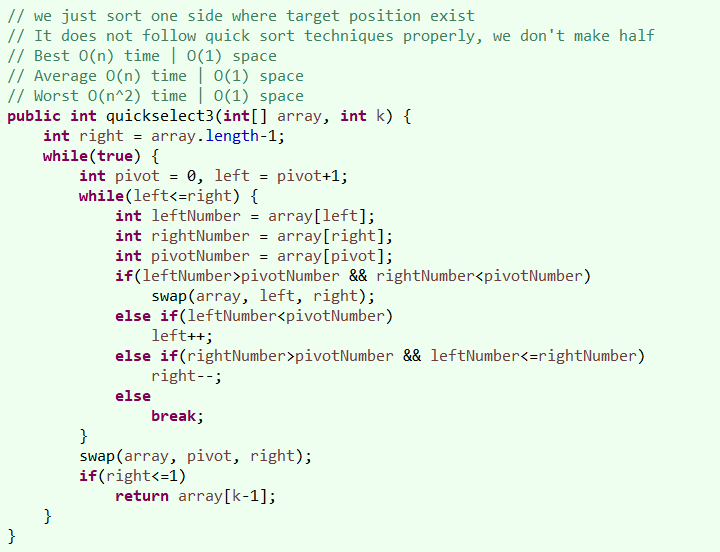 // we just sort one side where target position exist
// It does not follow quick sort techniques properly, we don't make half
// Best O(n) time | O(1) space
// Average O(n) time | O(1) space
// Worst O(n^2) time | O(1) space
public int quickselect3(int[] array, int k) {
    int right = array.length-1;
    while(true) {
        int pivot = 0, left = pivot+1;
        while(left<=right) {
            int leftNumber = array[left];
            int rightNumber = array[right];
            int pivotNumber = array[pivot];
            if(leftNumber>pivotNumber && rightNumber<pivotNumber)
                swap(array, left, right);
            else if(leftNumber<pivotNumber)
                left++;
            else if(rightNumber>pivotNumber && leftNumber<=rightNumber)
                right--;
            else
                break;
        }
        swap(array, pivot, right);
        if(right<=1)
            return array[k-1];
    }
}